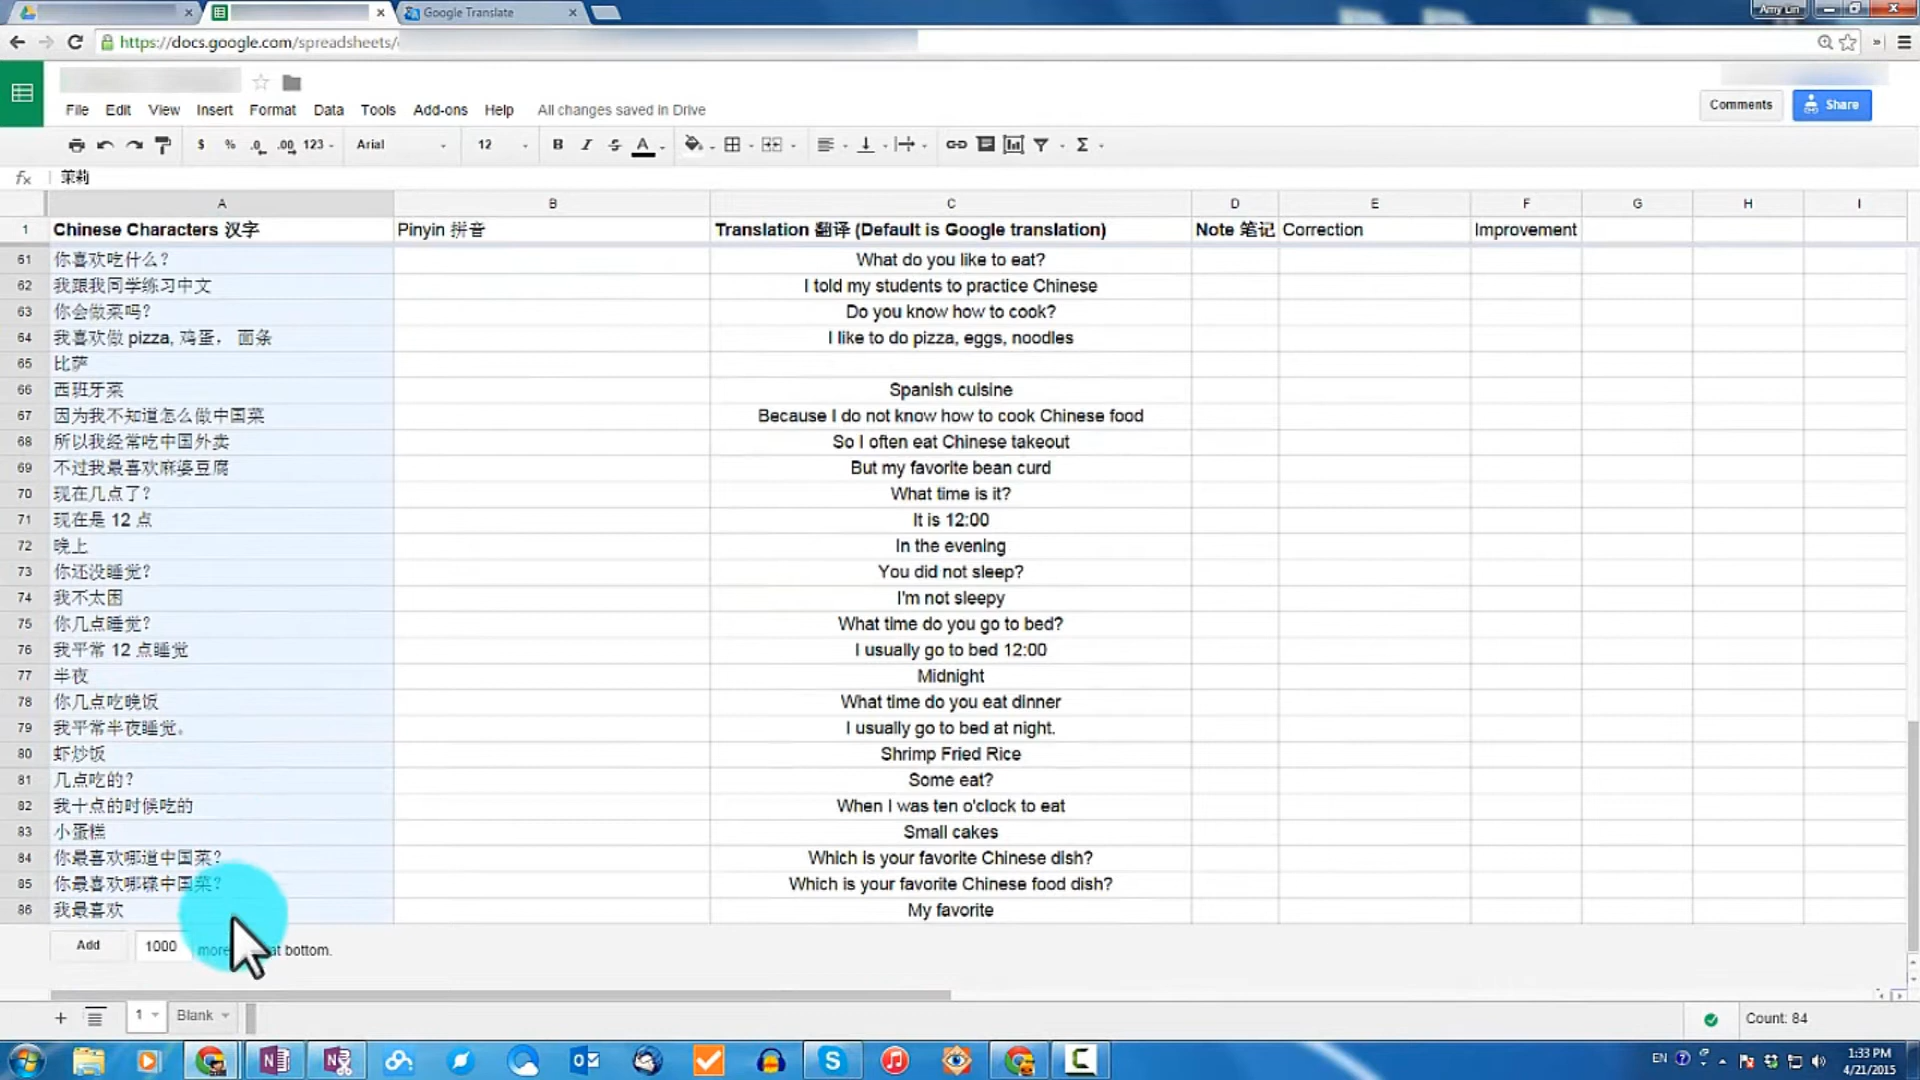 Google Translate
Amy Lin
https://docs.google.com/spreadsheets/
File Edit View Insert Format Data Tools Add-ons Help All changes saved in Drive
Comments Share
$ % .0 .00 123 Arial 12 B I S A Σ
fx 茉莉
A B C D E F G H I
1 Chinese Characters 汉字 Pinyin 拼音 Translation 翻译 (Default is Google translation) Note 笔记 Correction Improvement
61 你喜欢吃什么? What do you like to eat?
62 我跟我同学练习中文 I told my students to practice Chinese
63 你会做菜吗? Do you know how to cook?
64 我喜欢做 pizza, 鸡蛋, 面条 I like to do pizza, eggs, noodles
65 比萨
66 西班牙菜 Spanish cuisine
67 因为我不知道怎么做中国菜 Because I do not know how to cook Chinese food
68 所以我经常吃中国外卖 So I often eat Chinese takeout
69 不过我最喜欢麻婆豆腐 But my favorite bean curd
70 现在几点了? What time is it?
71 现在是 12 点 It is 12:00
72 晚上 In the evening
73 你还没睡觉? You did not sleep?
74 我不太困 I'm not sleepy
75 你几点睡觉? What time do you go to bed?
76 我平常 12 点睡觉 I usually go to bed 12:00
77 半夜 Midnight
78 你几点吃晚饭 What time do you eat dinner
79 我平常半夜睡觉。 I usually go to bed at night.
80 虾炒饭 Shrimp Fried Rice
81 几点吃的? Some eat?
82 我十点的时候吃的 When I was ten o'clock to eat
83 小蛋糕 Small cakes
84 你最喜欢哪道中国菜? Which is your favorite Chinese dish?
85 你最喜欢哪碟中国菜? Which is your favorite Chinese food dish?
86 我最喜欢 My favorite
Add 1000 more at bottom.
+ 1 Blank Count: 84
EN 1:33 PM
4/21/2015